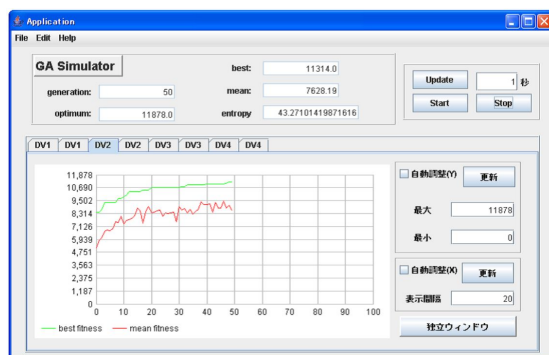 Application
File Edit Help
GA Simulator
generation: 50
optimum: 11878.0
best: 11314.0
mean: 7628.19
entropy 43.27101419871616
Update 1 秒
Start Stop
DV1 DV1 DV2 DV2 DV3 DV3 DV4 DV4
11,878
10,690
9,502
8,314
7,126
5,939
4,751
3,563
2,375
1,187
0
0 10 20 30 40 50 60 70 80 90 100
best fitness mean fitness
自動調整(Y) 更新
最大 11878
最小 0
自動調整(X) 更新
表示間隔 20
独立ウィンドウ